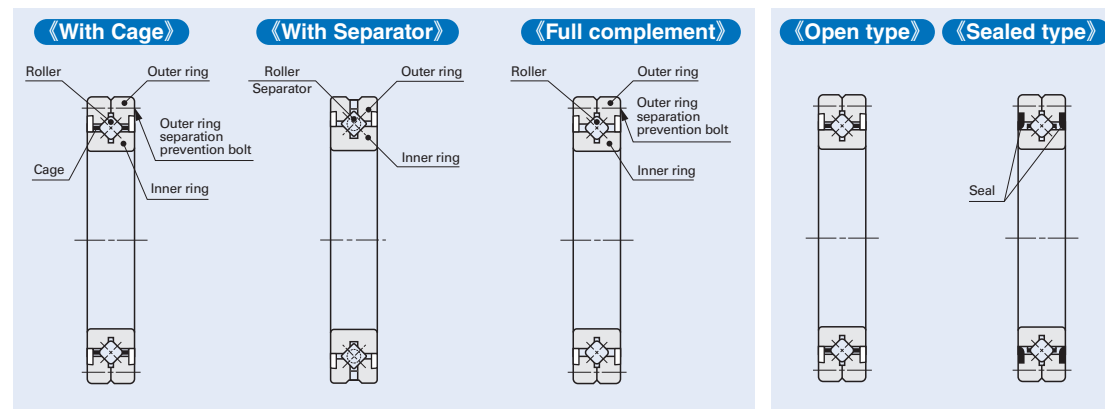 《With Cage》
Roller
Outer ring
Outer ring
separation
prevention bolt
Cage
Inner ring
《With Separator》
Roller
Separator
Outer ring
Inner ring
《Full complement》
Roller
Outer ring
Outer ring
separation
prevention bolt
Inner ring
《Open type》
《Sealed type》
Seal